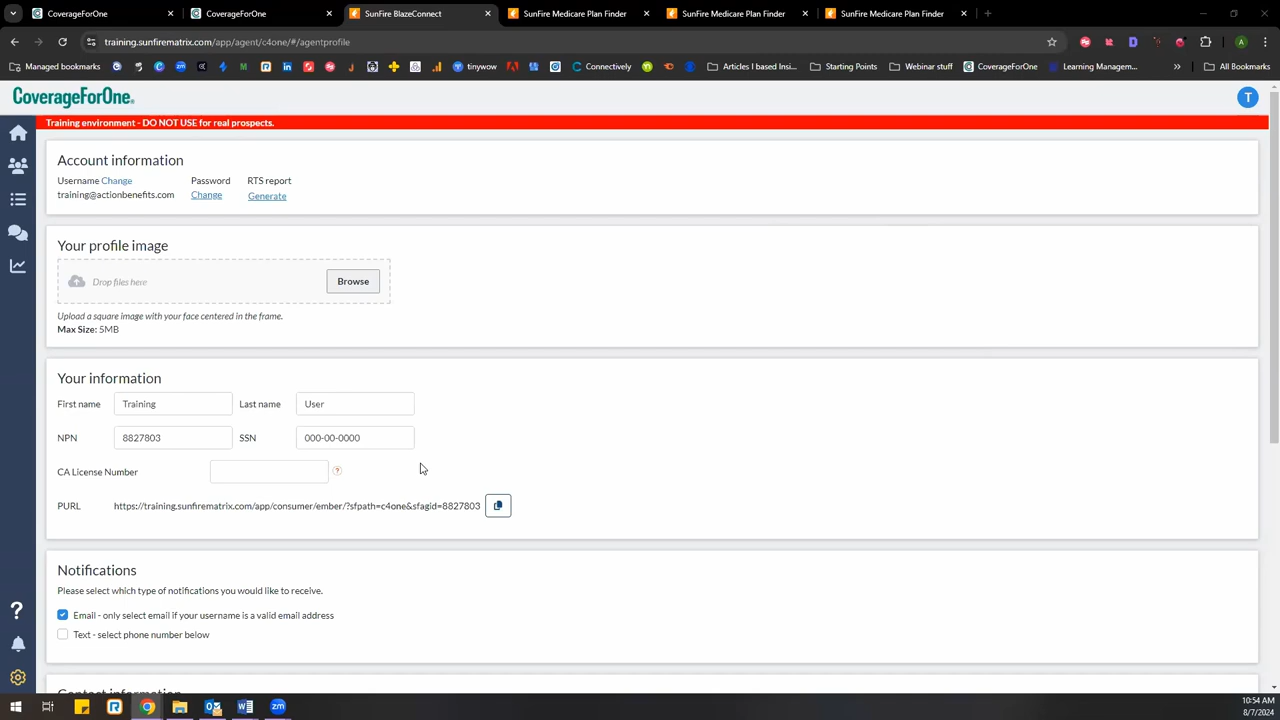 CoverageForOne
CoverageForOne
SunFire BlazeConnect
SunFire Medicare Plan Finder
SunFire Medicare Plan Finder
SunFire Medicare Plan Finder
training.sunfirematrix.com/app/agent/c4one/#/agentprofile
A
Managed bookmarks
tinywow
Connectively
Articles I based Insi...
Starting Points
Webinar stuff
CoverageForOne
Learning Managem...
All Bookmarks
CoverageForOne.
T
Training environment - DO NOT USE for real prospects.
Account information
Username Change
Password
RTS report
training@actionbenefits.com
Change
Generate
Your profile image
Drop files here
Browse
Upload a square image with your face centered in the frame.
Max Size: 5MB
Your information
First name
Training
Last name
User
NPN
8827803
SSN
000-00-0000
CA License Number
?
PURL
https://training.sunfirematrix.com/app/consumer/ember/?sfpath=c4one&sfagid=8827803
Notifications
Please select which type of notifications you would like to receive.
Email - only select email if your username is a valid email address
Text - select phone number below
Contact information
10:54 AM
8/7/2024